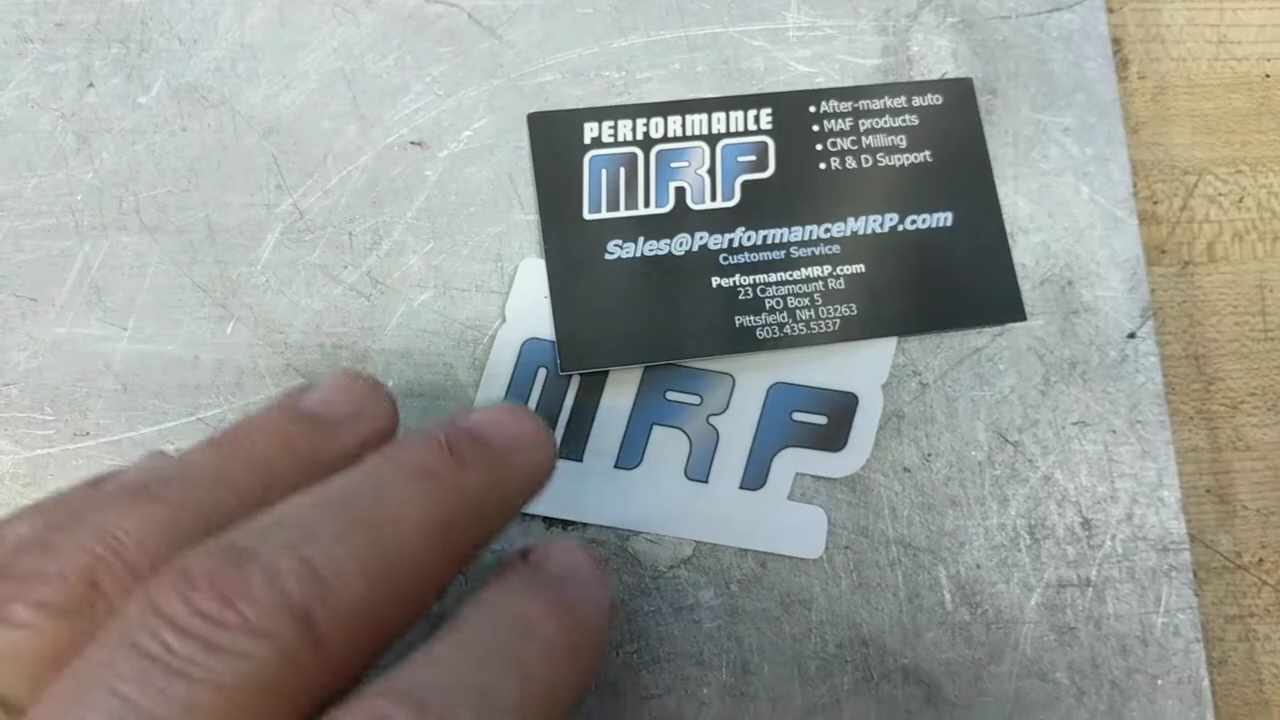 PERFORMANCE
MRP
• After-market auto
• MAF products
• CNC Milling
• R & D Support
Sales@PerformanceMRP.com
Customer Service
PerformanceMRP.com
23 Catamount Rd
PO Box 5
Pittsfield, NH 03263
603.435.5337
MRP